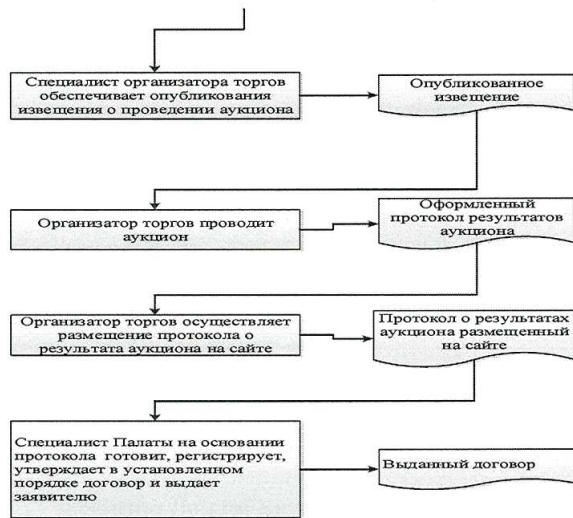 Специалист организатора торгов
обеспечивает опубликования
извещения о проведении аукциона
Опубликованное
извещение
Организатор торгов проводит
аукцион
Оформленный
протокол результатов
аукциона
Организатор торгов осуществляет
размещение протокола о
результата аукциона на сайте
Протокол о результатах
аукциона размещенный
на сайте
Специалист Палаты на основании
протокола готовит, регистрирует,
утверждает в установленном
порядке договор и выдает
заявителю
Выданный договор